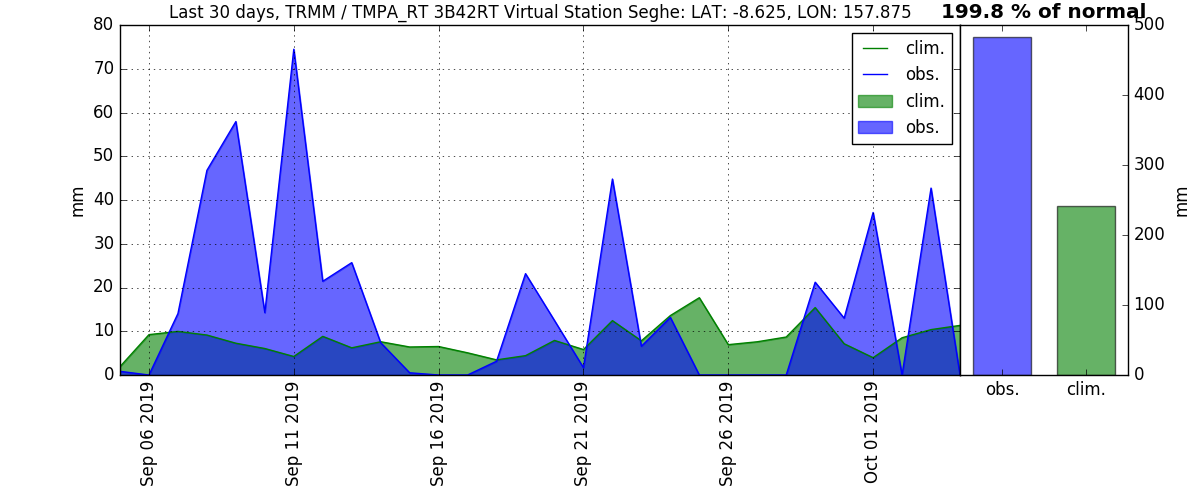 Last 30 days, TRMM / TMPA_RT 3B42RT Virtual Station Seghe: LAT: -8.625, LON: 157.875
199.8 % of normal
80
70
60
50
40
30
20
10
0
mm
clim.
obs.
clim.
obs.
Sep 06 2019
Sep 11 2019
Sep 16 2019
Sep 21 2019
Sep 26 2019
Oct 01 2019
500
400
300
200
100
0
mm
obs.
clim.